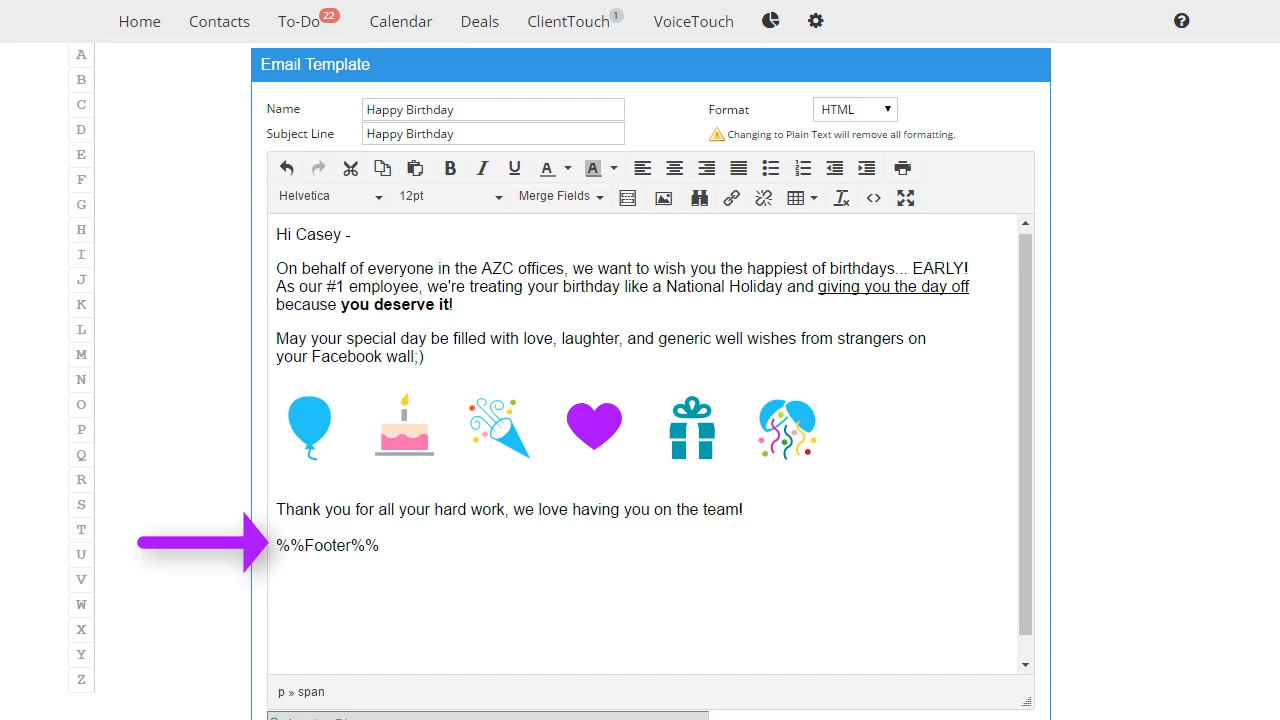 Home Contacts To-Do 22 Calendar Deals ClientTouch 1 VoiceTouch
A
B
C
D
E
F
G
H
I
J
K
L
M
N
O
P
Q
R
S
T
U
V
W
X
Y
Z
Email Template
Name Happy Birthday Format HTML
Subject Line Happy Birthday Changing to Plain Text will remove all formatting.
B I U A A
Helvetica 12pt Merge Fields
Hi Casey -
On behalf of everyone in the AZC offices, we want to wish you the happiest of birthdays... EARLY!
As our #1 employee, we're treating your birthday like a National Holiday and giving you the day off
because you deserve it!
May your special day be filled with love, laughter, and generic well wishes from strangers on
your Facebook wall;)
Thank you for all your hard work, we love having you on the team!
%%Footer%%
p » span